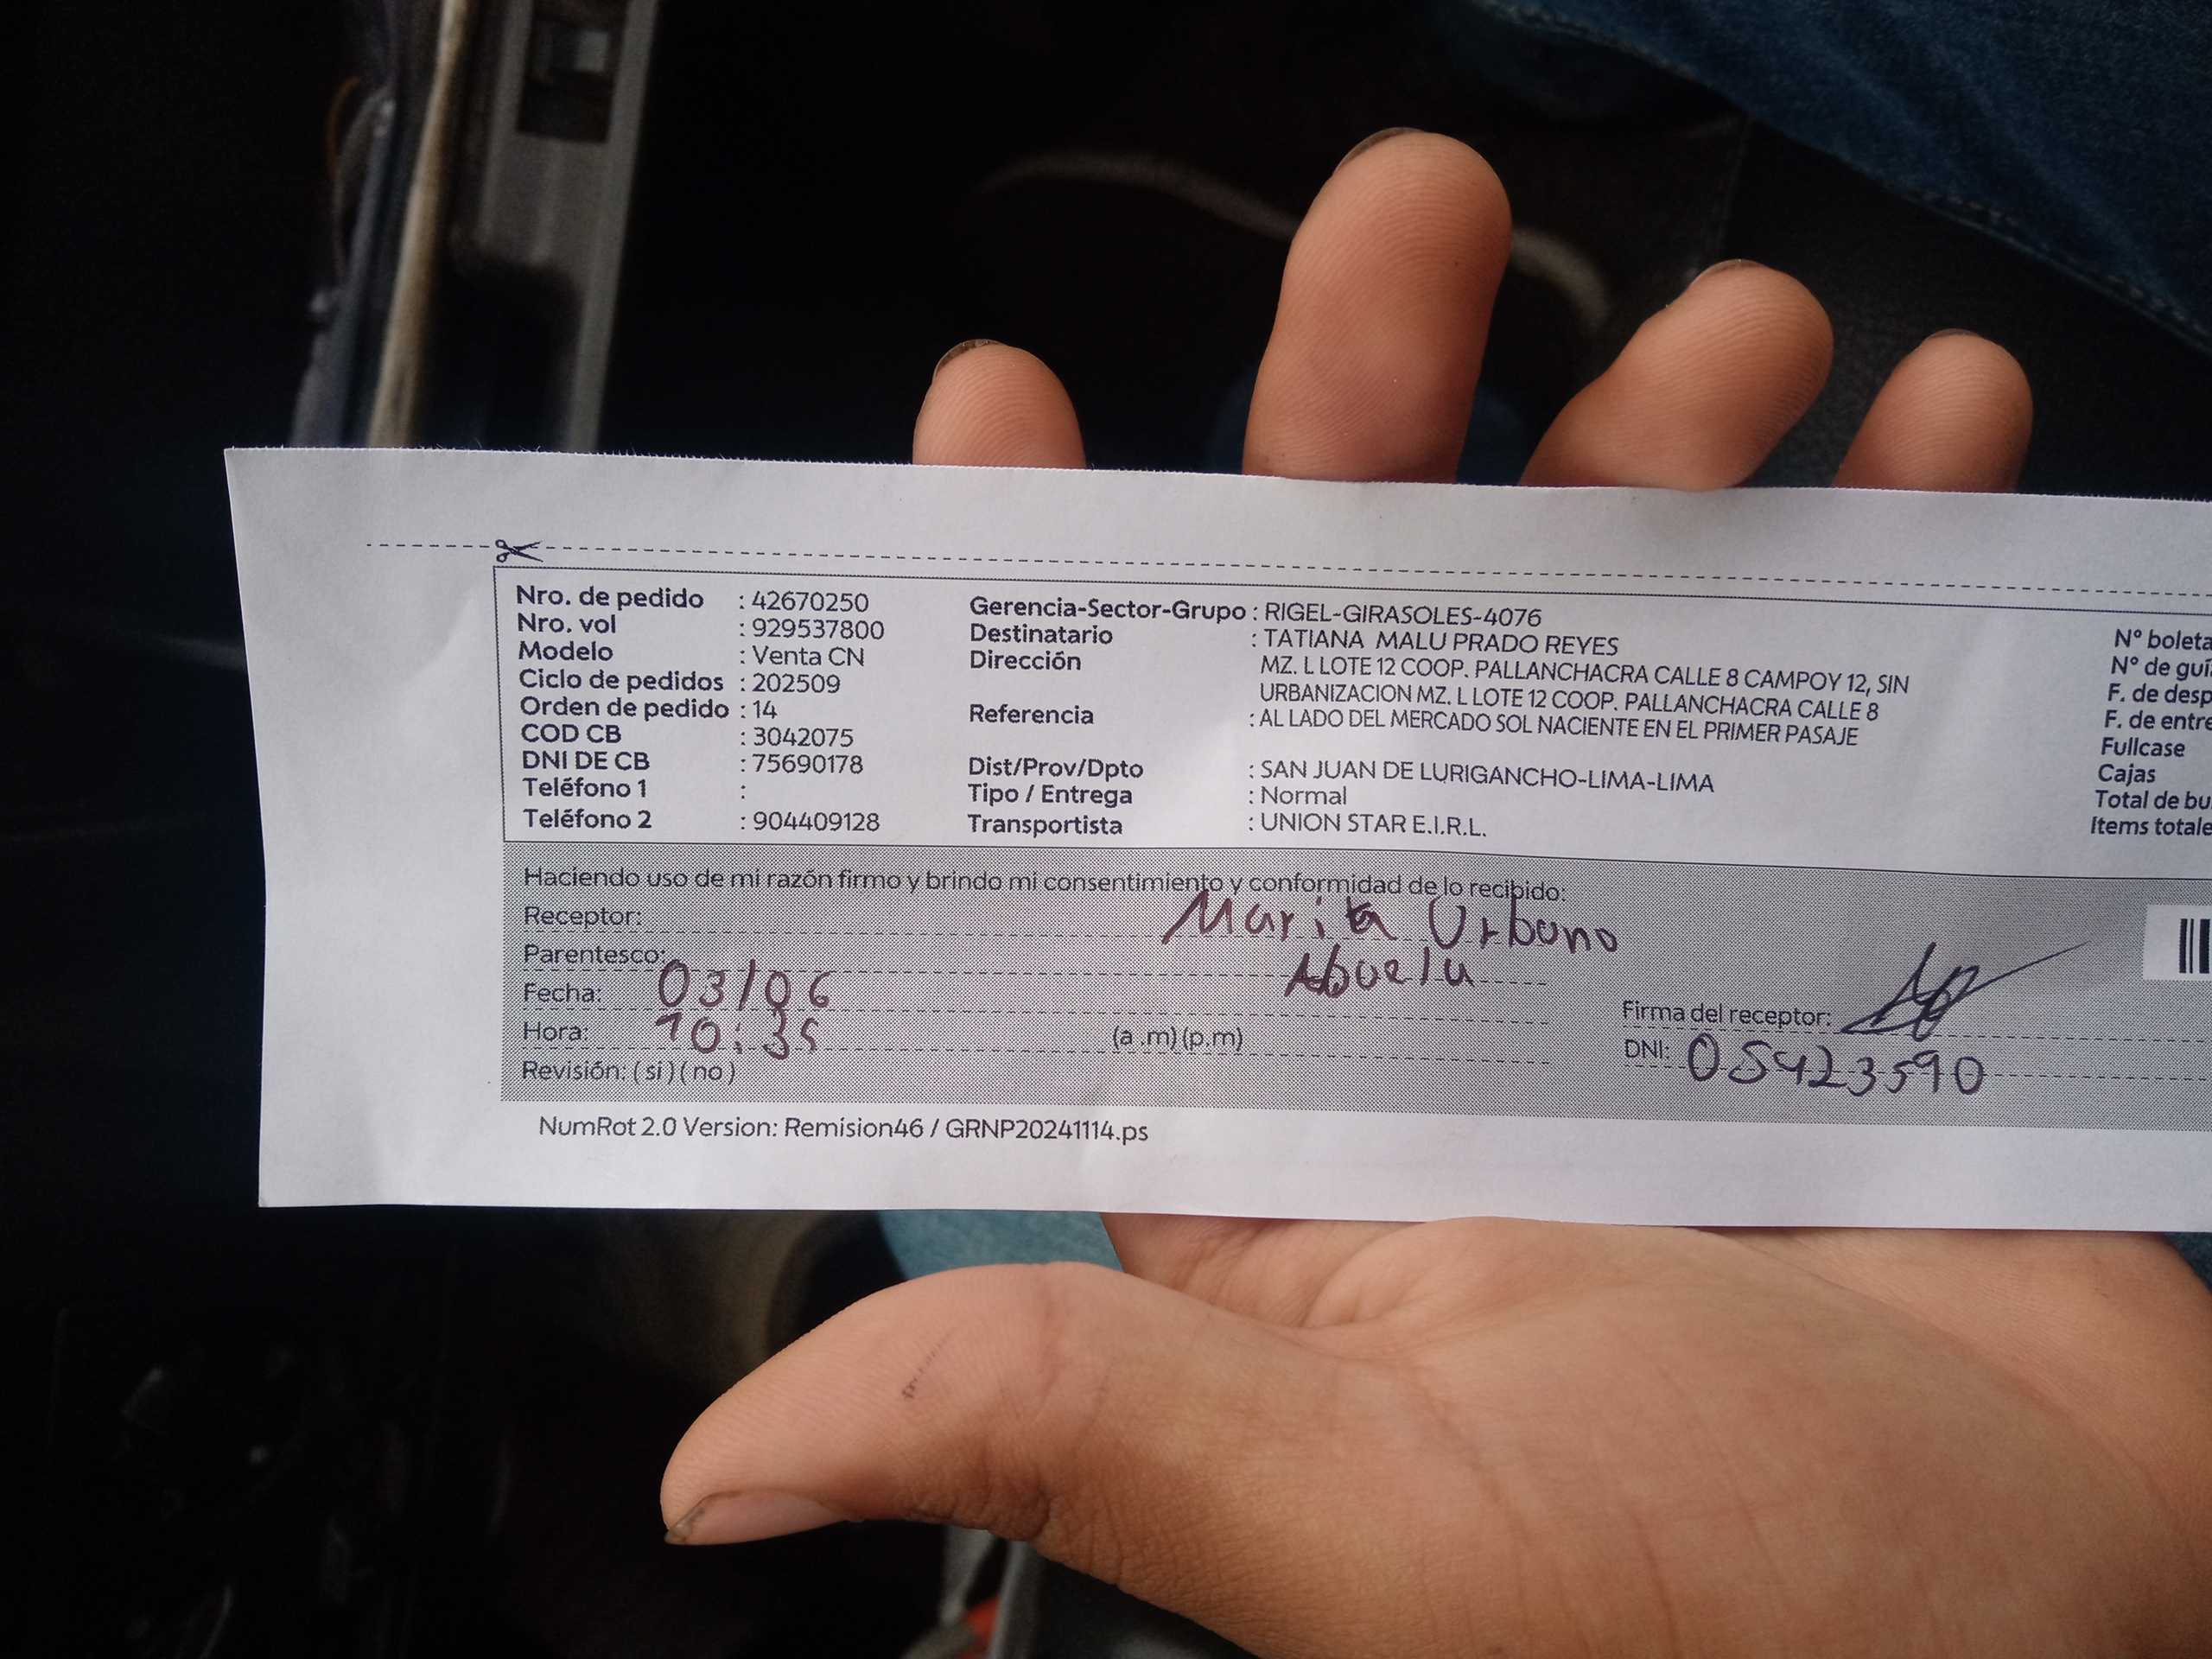 Nro. de pedido : 42670250
Nro. vol : 929537800
Modelo : Venta CN
Ciclo de pedidos : 202509
Orden de pedido : 14
COD CB : 3042075
DNI DE CB : 75690178
Teléfono 1 :
Teléfono 2 : 904409128
Gerencia-Sector-Grupo : RIGEL-GIRASOLES-4076
Destinatario : TATIANA MALU PRADO REYES
Dirección MZ. L LOTE 12 COOP. PALLANCHACRA CALLE 8 CAMPOY 12, SIN
URBANIZACION MZ. L LOTE 12 COOP. PALLANCHACRA CALLE 8
Referencia : AL LADO DEL MERCADO SOL NACIENTE EN EL PRIMER PASAJE
Dist/Prov/Dpto : SAN JUAN DE LURIGANCHO-LIMA-LIMA
Tipo / Entrega : Normal
Transportista : UNION STAR E.I.R.L.
N° boleta
N° de guí
F. de desp
F. de entre
Fullcase
Cajas
Total de bu
Items totale
Haciendo uso de mi razón firmo y brindo mi consentimiento y conformidad de lo recibido:
Receptor: Marita Urbano
Parentesco: Abuela
Fecha: 03/06
Hora: 10:35 (a .m) (p.m)
Revisión: ( si ) ( no )
Firma del receptor:
DNI: 05423590
NumRot 2.0 Version: Remision46 / GRNP20241114.ps